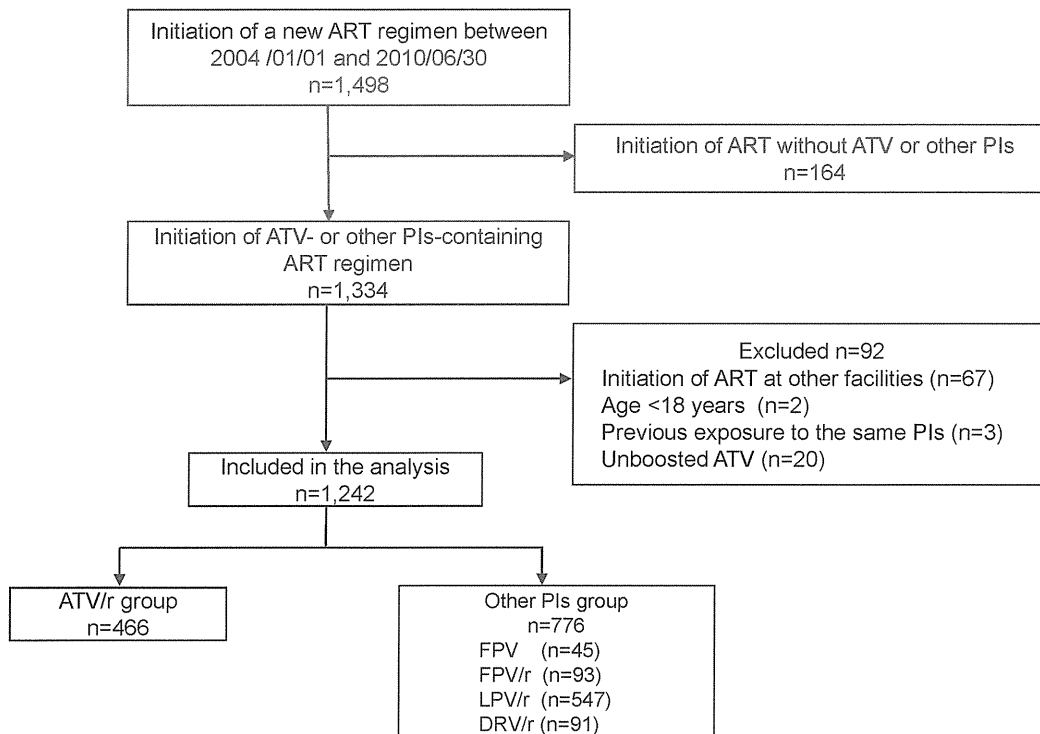 Initiation of a new ART regimen between
2004 /01/01 and 2010/06/30
n=1,498
Initiation of ART without ATV or other PIs
n=164
Initiation of ATV- or other PIs-containing
ART regimen
n=1,334
Excluded n=92
Initiation of ART at other facilities (n=67)
Age <18 years (n=2)
Previous exposure to the same PIs (n=3)
Unboosted ATV (n=20)
Included in the analysis
n=1,242
ATV/r group
n=466
Other PIs group
n=776
FPV (n=45)
FPV/r (n=93)
LPV/r (n=547)
DRV/r (n=91)